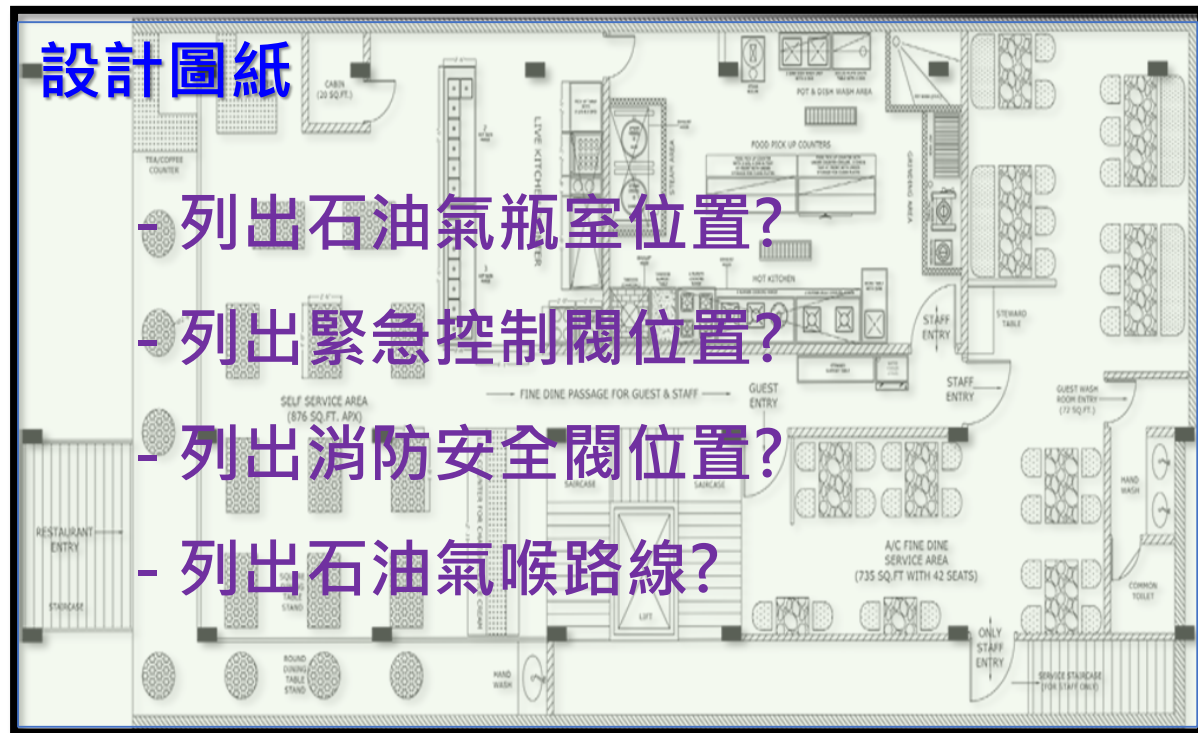 設計圖紙
CABIN
(20 SQ.FT.)
TEA/COFFEE
COUNTER
POT & DISH WASH AREA
FOOD PICK UP COUNTERS
- 列出石油氣瓶室位置?
HOT KITCHEN
- 列出緊急控制閥位置?
STAFF
ENTRY
STEWARD
TABLE
SELF SERVICE AREA
(876 SQ.FT. APX)
FINE DINE PASSAGE FOR GUEST & STAFF
GUEST
ENTRY
STAFF
ENTRY
GUEST WASH
ROOM ENTRY
(72 SQ.FT.)
- 列出消防安全閥位置?
STAIRCASE
STAIRCASE
HAND
WASH
RESTAURANT
ENTRY
- 列出石油氣喉路線?
A/C FINE DINE
SERVICE AREA
(735 SQ.FT WITH 42 SEATS)
COMMON
TOILET
TABLE
STAND
STAIRCASE
LIFT
ONLY
STAFF
ENTRY
ROUND
DINING
TABLE
STAND
HAND
WASH
SERVICE STAIRCASE
(FOR STAFF ONLY)